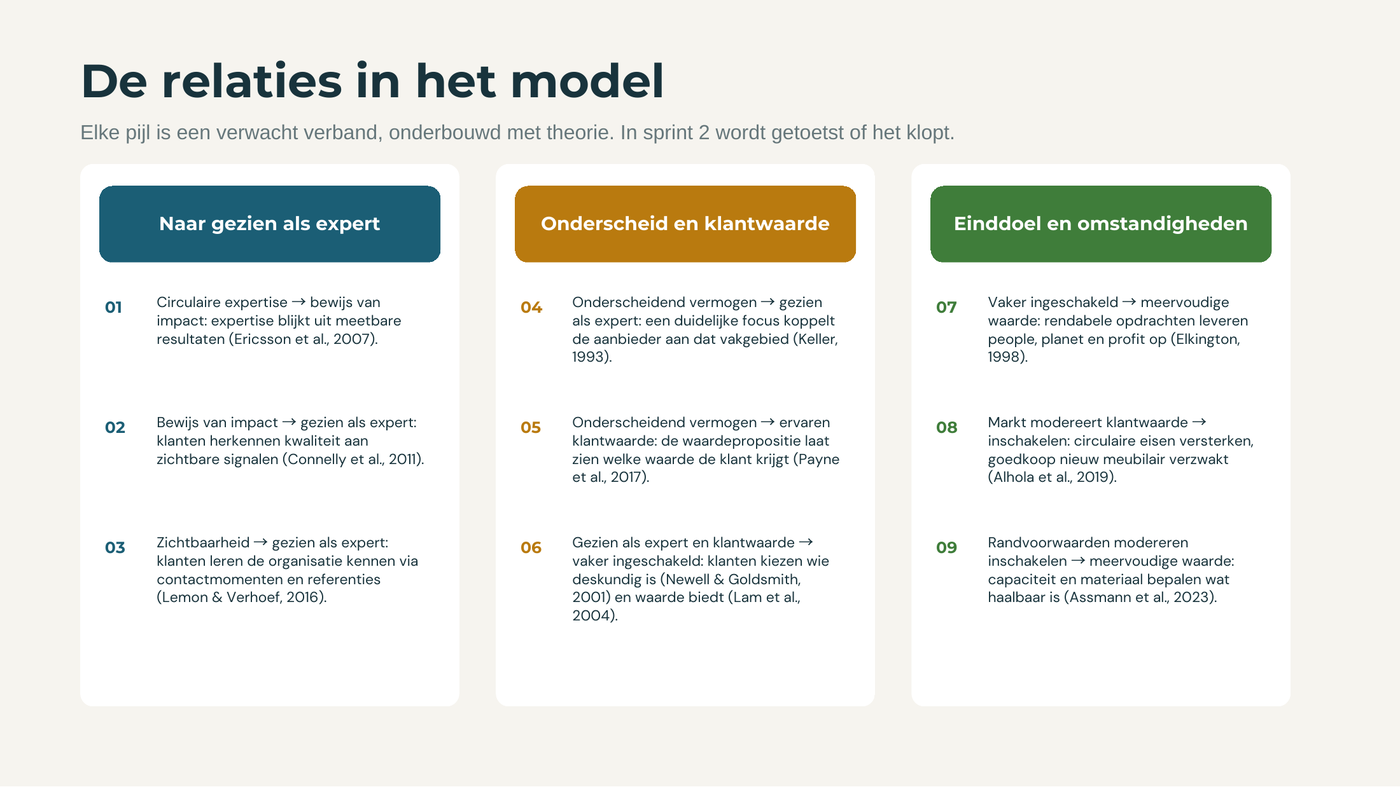 De relaties in het model
Elke pijl is een verwacht verband, onderbouwd met theorie. In sprint 2 wordt getoetst of het klopt.
Naar gezien als expert
01
Circulaire expertise → bewijs van
impact: expertise blijkt uit meetbare
resultaten (Ericsson et al., 2007).
02
Bewijs van impact → gezien als expert:
klanten herkennen kwaliteit aan
zichtbare signalen (Connelly et al., 2011).
03
Zichtbaarheid → gezien als expert:
klanten leren de organisatie kennen via
contactmomenten en referenties
(Lemon & Verhoef, 2016).
Onderscheid en klantwaarde
04
Onderscheidend vermogen → gezien
als expert: een duidelijke focus koppelt
de aanbieder aan dat vakgebied (Keller,
1993).
05
Onderscheidend vermogen → ervaren
klantwaarde: de waardepropositie laat
zien welke waarde de klant krijgt (Payne
et al., 2017).
06
Gezien als expert en klantwaarde →
vaker ingeschakeld: klanten kiezen wie
deskundig is (Newell & Goldsmith,
2001) en waarde biedt (Lam et al.,
2004).
Einddoel en omstandigheden
07
Vaker ingeschakeld → meervoudige
waarde: rendabele opdrachten leveren
people, planet en profit op (Elkington,
1998).
08
Markt modereert klantwaarde →
inschakelen: circulaire eisen versterken,
goedkoop nieuw meubilair verzwakt
(Alhola et al., 2019).
09
Randvoorwaarden modereren
inschakelen → meervoudige waarde:
capaciteit en materiaal bepalen wat
haalbaar is (Assmann et al., 2023).